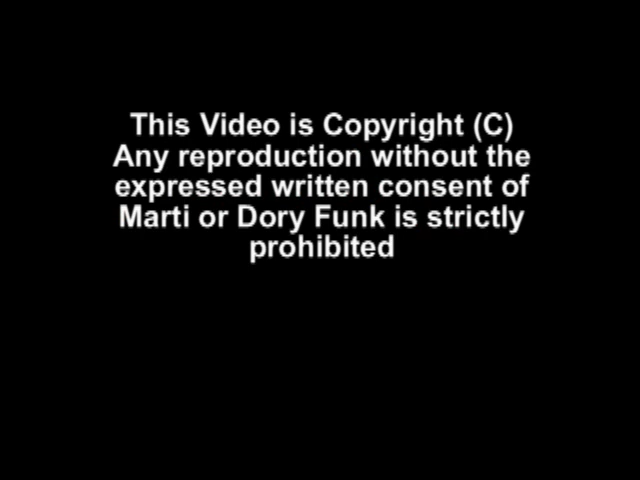 This Video is Copyright (C)
Any reproduction without the
expressed written consent of
Marti or Dory Funk is strictly
prohibited